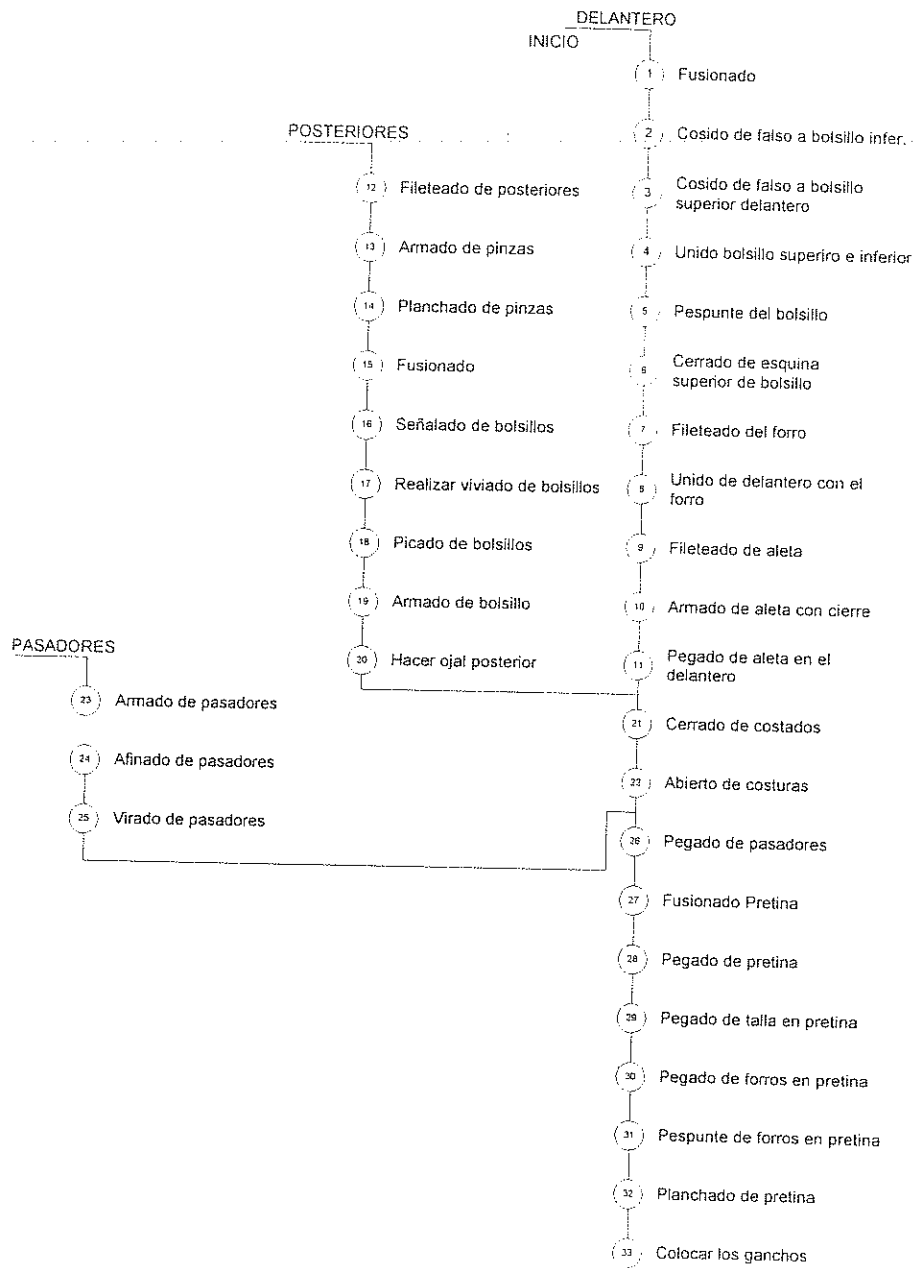 DELANTERO
INICIO
1 Fusionado
2 Cosido de falso a bolsillo infer.
3 Cosido de falso a bolsillo
superior delantero
4 Unido bolsillo superiro e inferior
5 Pespunte del bolsillo
6 Cerrado de esquina
superior de bolsillo
7 Fileteado del forro
8 Unido de delantero con el
forro
9 Fileteado de aleta
10 Armado de aleta con cierre
11 Pegado de aleta en el
delantero
POSTERIORES
12 Fileteado de posteriores
13 Armado de pinzas
14 Planchado de pinzas
15 Fusionado
16 Señalado de bolsillos
17 Realizar viviado de bolsillos
18 Picado de bolsillos
19 Armado de bolsillo
20 Hacer ojal posterior
21 Cerrado de costados
22 Abierto de costuras
PASADORES
23 Armado de pasadores
24 Afinado de pasadores
25 Virado de pasadores
26 Pegado de pasadores
27 Fusionado Pretina
28 Pegado de pretina
29 Pegado de talla en pretina
30 Pegado de forros en pretina
31 Pespunte de forros en pretina
32 Planchado de pretina
33 Colocar los ganchos